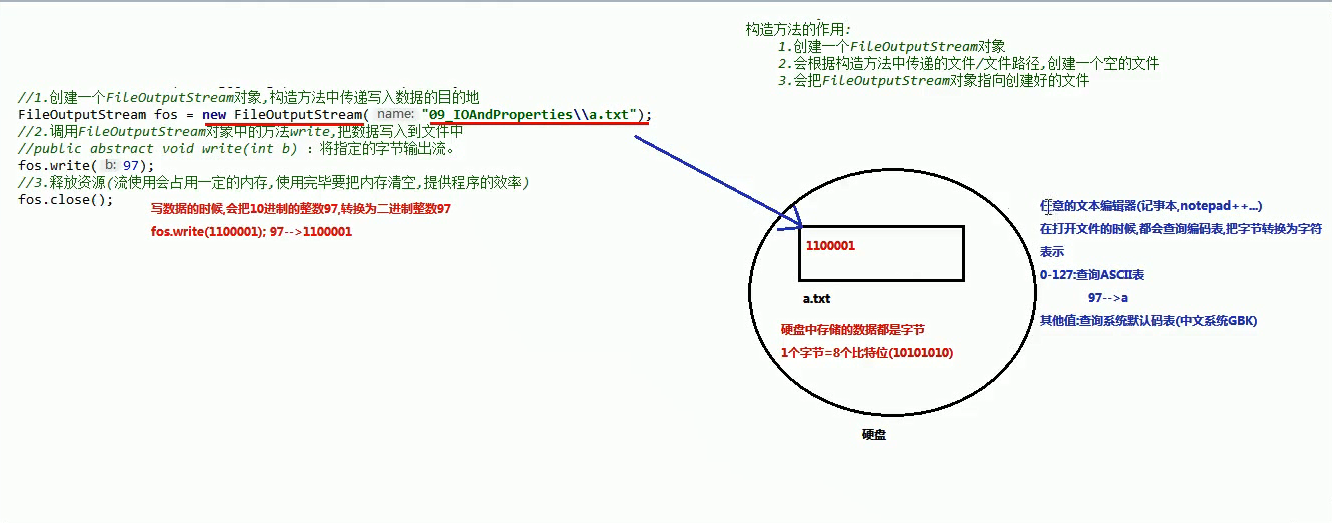 构造方法的作用:
1.创建一个FileOutputStream对象
2.会根据构造方法中传递的文件/文件路径,创建一个空的文件
3.会把FileOutputStream对象指向创建好的文件
//1.创建一个FileOutputStream对象,构造方法中传递写入数据的目的地
FileOutputStream fos = new FileOutputStream( name: "09_IOAndProperties\\a.txt");
//2.调用FileOutputStream对象中的方法write,把数据写入到文件中
//public abstract void write(int b) : 将指定的字节输出流。
fos.write( b: 97);
//3.释放资源(流使用会占用一定的内存,使用完毕要把内存清空,提供程序的效率)
fos.close();
写数据的时候,会把10进制的整数97,转换为二进制整数97
fos.write(1100001); 97-->1100001
1100001
a.txt
硬盘中存储的数据都是字节
1个字节=8个比特位(10101010)
硬盘
任意的文本编辑器(记事本,notepad++...)
在打开文件的时候,都会查询编码表,把字节转换为字符
表示
0-127:查询ASCII表
97-->a
其他值:查询系统默认码表(中文系统GBK)